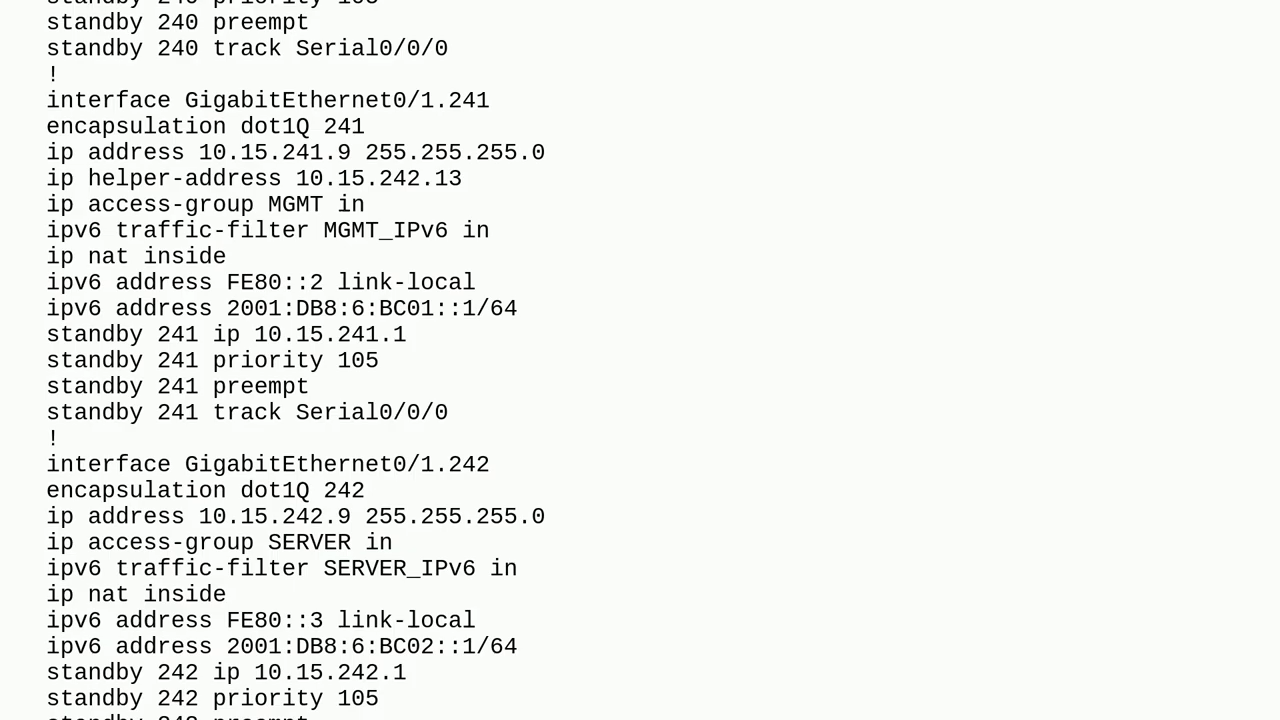 standby 240 priority 105
standby 240 preempt
standby 240 track Serial0/0/0
!
interface GigabitEthernet0/1.241
encapsulation dot1Q 241
ip address 10.15.241.9 255.255.255.0
ip helper-address 10.15.242.13
ip access-group MGMT in
ipv6 traffic-filter MGMT_IPv6 in
ip nat inside
ipv6 address FE80::2 link-local
ipv6 address 2001:DB8:6:BC01::1/64
standby 241 ip 10.15.241.1
standby 241 priority 105
standby 241 preempt
standby 241 track Serial0/0/0
!
interface GigabitEthernet0/1.242
encapsulation dot1Q 242
ip address 10.15.242.9 255.255.255.0
ip access-group SERVER in
ipv6 traffic-filter SERVER_IPv6 in
ip nat inside
ipv6 address FE80::3 link-local
ipv6 address 2001:DB8:6:BC02::1/64
standby 242 ip 10.15.242.1
standby 242 priority 105
standby 242 preempt